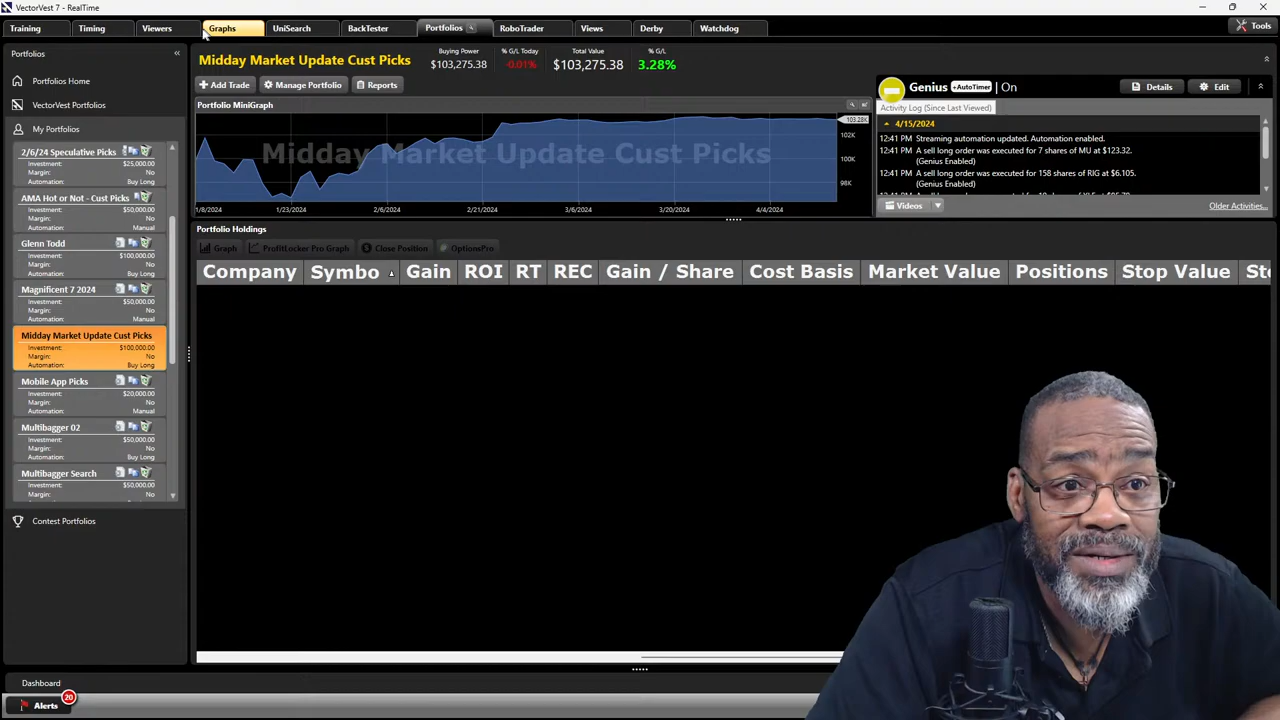 VectorVest 7 - RealTime
Training Timing Viewers Graphs UniSearch BackTester Portfolios RoboTrader Views Derby Watchdog Tools
Portfolios
Portfolios Home
VectorVest Portfolios
My Portfolios
2/6/24 Speculative Picks
Investment: $25,000.00
Margin: No
Automation: Buy Long
AMA Hot or Not - Cust Picks
Investment: $50,000.00
Margin: No
Automation: Manual
Glenn Todd
Investment: $100,000.00
Margin: No
Automation: Buy Long
Magnificent 7 2024
Investment: $50,000.00
Margin: No
Automation: Manual
Midday Market Update Cust Picks
Investment: $100,000.00
Margin: No
Automation: Buy Long
Mobile App Picks
Investment: $20,000.00
Margin: No
Automation: Manual
Multibagger 02
Investment: $50,000.00
Margin: No
Automation: Buy Long
Multibagger Search
Investment: $50,000.00
Margin: No
Contest Portfolios
Midday Market Update Cust Picks
Buying Power % G/L Today Total Value % G/L
$103,275.38 -0.01% $103,275.38 3.28%
Add Trade Manage Portfolio Reports
Portfolio MiniGraph
Midday Market Update Cust Picks
103.28K
102K
100K
98K
1/8/2024 1/23/2024 2/6/2024 2/21/2024 3/6/2024 3/20/2024 4/4/2024
Genius +AutoTimer | On Details Edit
Activity Log (Since Last Viewed)
4/15/2024
12:41 PM Streaming automation updated. Automation enabled.
12:41 PM A sell long order was executed for 7 shares of MU at $123.32.
(Genius Enabled)
12:41 PM A sell long order was executed for 158 shares of RIG at $6.105.
(Genius Enabled)
Videos Older Activities...
Portfolio Holdings
Graph ProfitLocker Pro Graph Close Position OptionsPro
Company Symbo Gain ROI RT REC Gain / Share Cost Basis Market Value Positions Stop Value Sto
Dashboard
Alerts 20